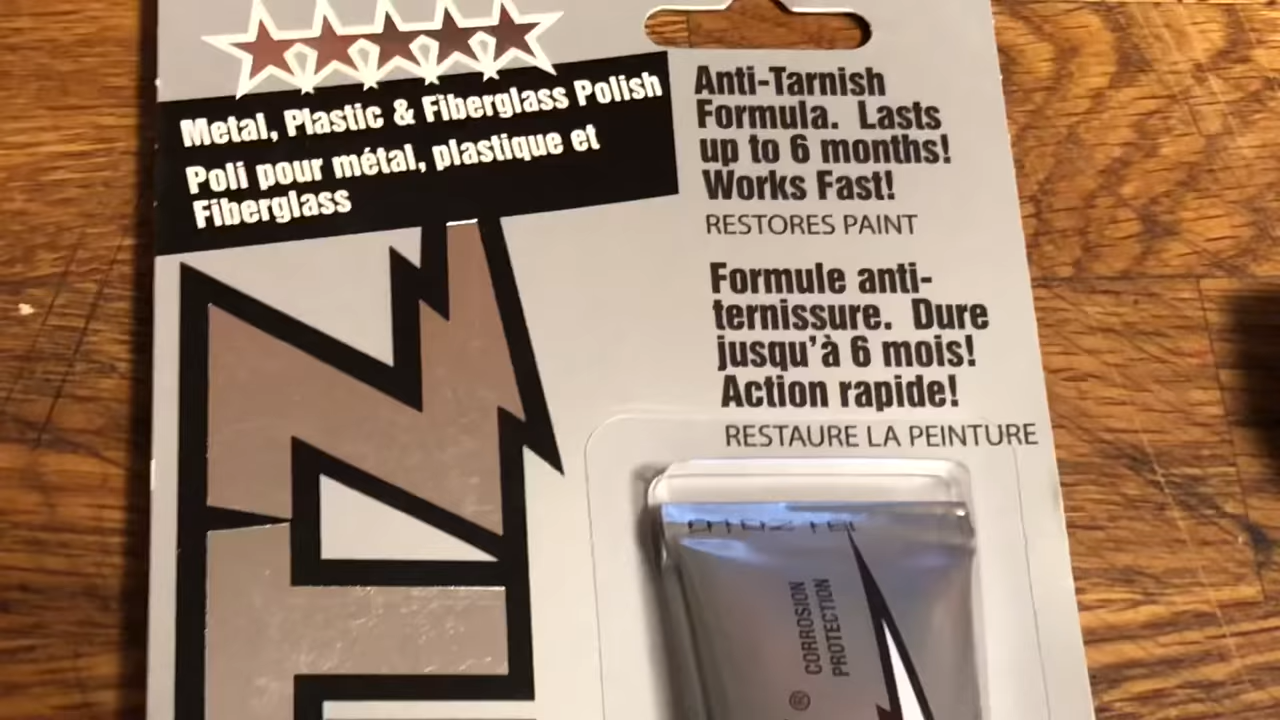 Metal, Plastic & Fiberglass Polish
Poli pour métal, plastique et
Fiberglass
Anti-Tarnish
Formula. Lasts
up to 6 months!
Works Fast!
RESTORES PAINT
Formule anti-
ternissure. Dure
jusqu'à 6 mois!
Action rapide!
RESTAURE LA PEINTURE
CORROSION
PROTECTION
®